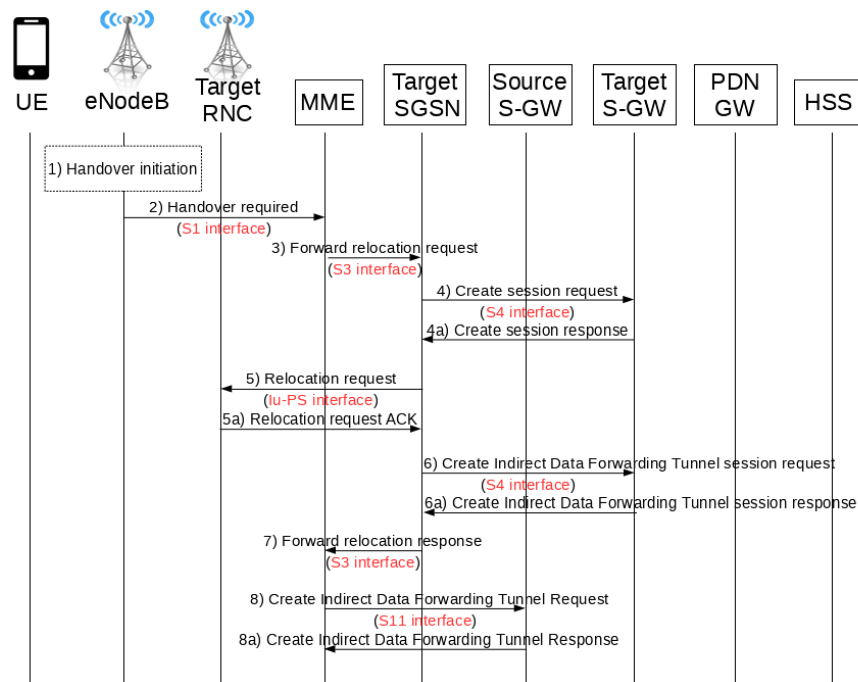 UE
eNodeB
Target
RNC
MME
Target
SGSN
Source
S-GW
Target
S-GW
PDN
GW
HSS
1) Handover initiation
2) Handover required
(S1 interface)
3) Forward relocation request
(S3 interface)
4) Create session request
(S4 interface)
4a) Create session response
5) Relocation request
(Iu-PS interface)
5a) Relocation request ACK
6) Create Indirect Data Forwarding Tunnel session request
(S4 interface)
6a) Create Indirect Data Forwarding Tunnel session response
7) Forward relocation response
(S3 interface)
8) Create Indirect Data Forwarding Tunnel Request
(S11 interface)
8a) Create Indirect Data Forwarding Tunnel Response